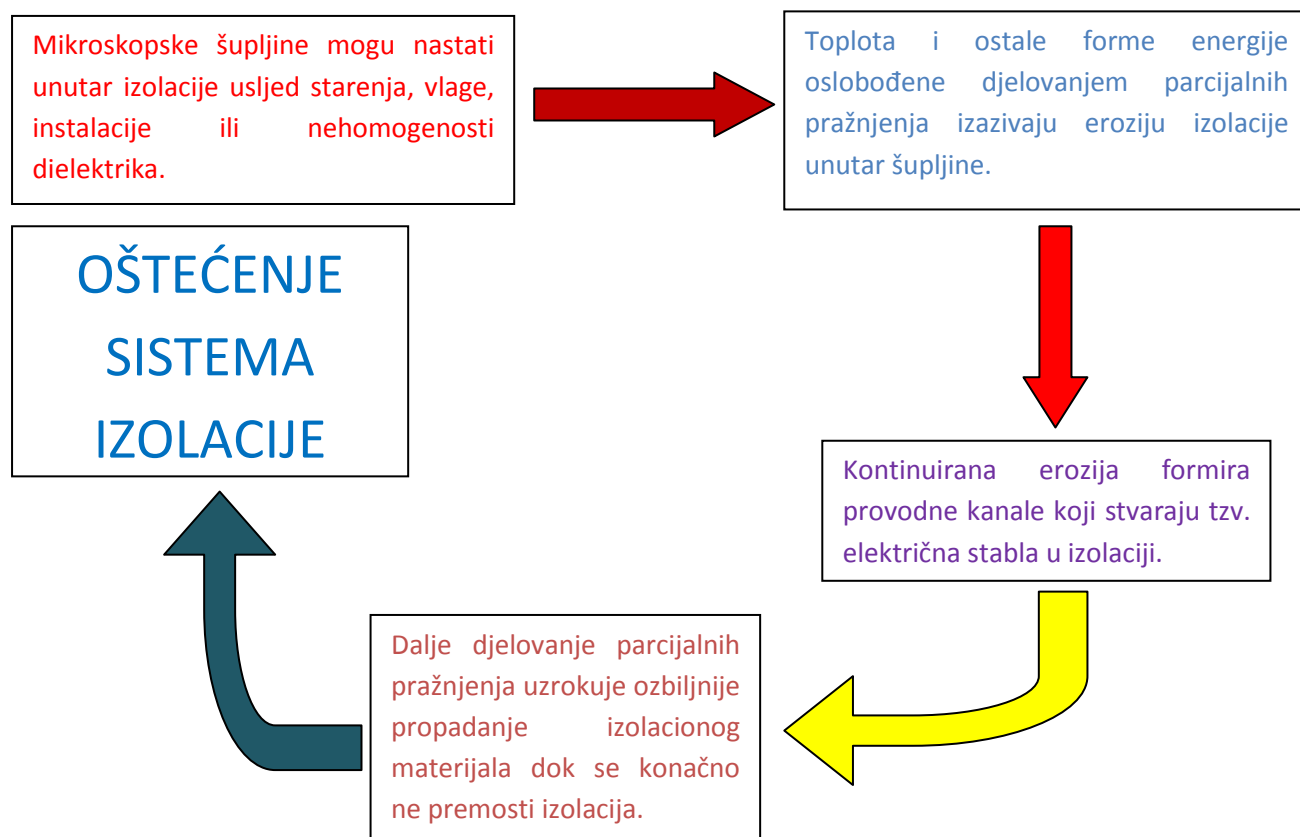 Mikroskopske šupljine mogu nastati
unutar izolacije usljed starenja, vlage,
instalacije ili nehomogenosti
dielektrika.
Toplota i ostale forme energije
oslobođene djelovanjem parcijalnih
pražnjenja izazivaju eroziju izolacije
unutar šupljine.
Kontinuirana erozija formira
provodne kanale koji stvaraju tzv.
električna stabla u izolaciji.
Dalje djelovanje parcijalnih
pražnjenja uzrokuje ozbiljnije
propadanje izolacionog
materijala dok se konačno
ne premosti izolacija.
OŠTEĆENJE
SISTEMA
IZOLACIJE